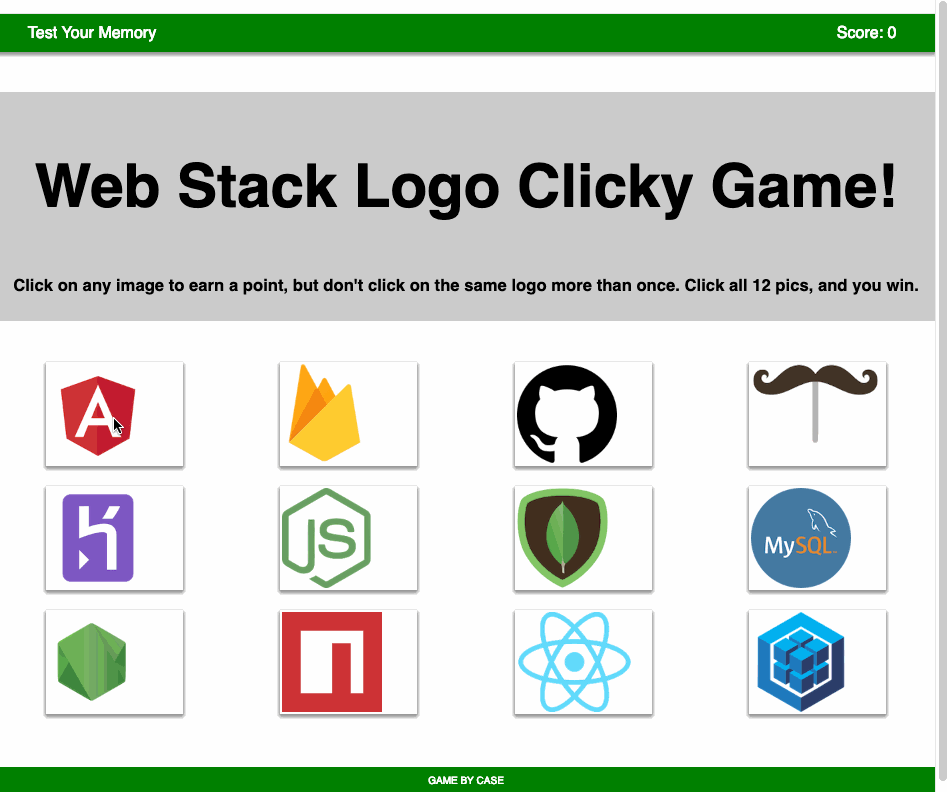 Test Your Memory
Score: 0
Web Stack Logo Clicky Game!
Click on any image to earn a point, but don't click on the same logo more than once. Click all 12 pics, and you win.
A
JS
MySQL
n
GAME BY CASE